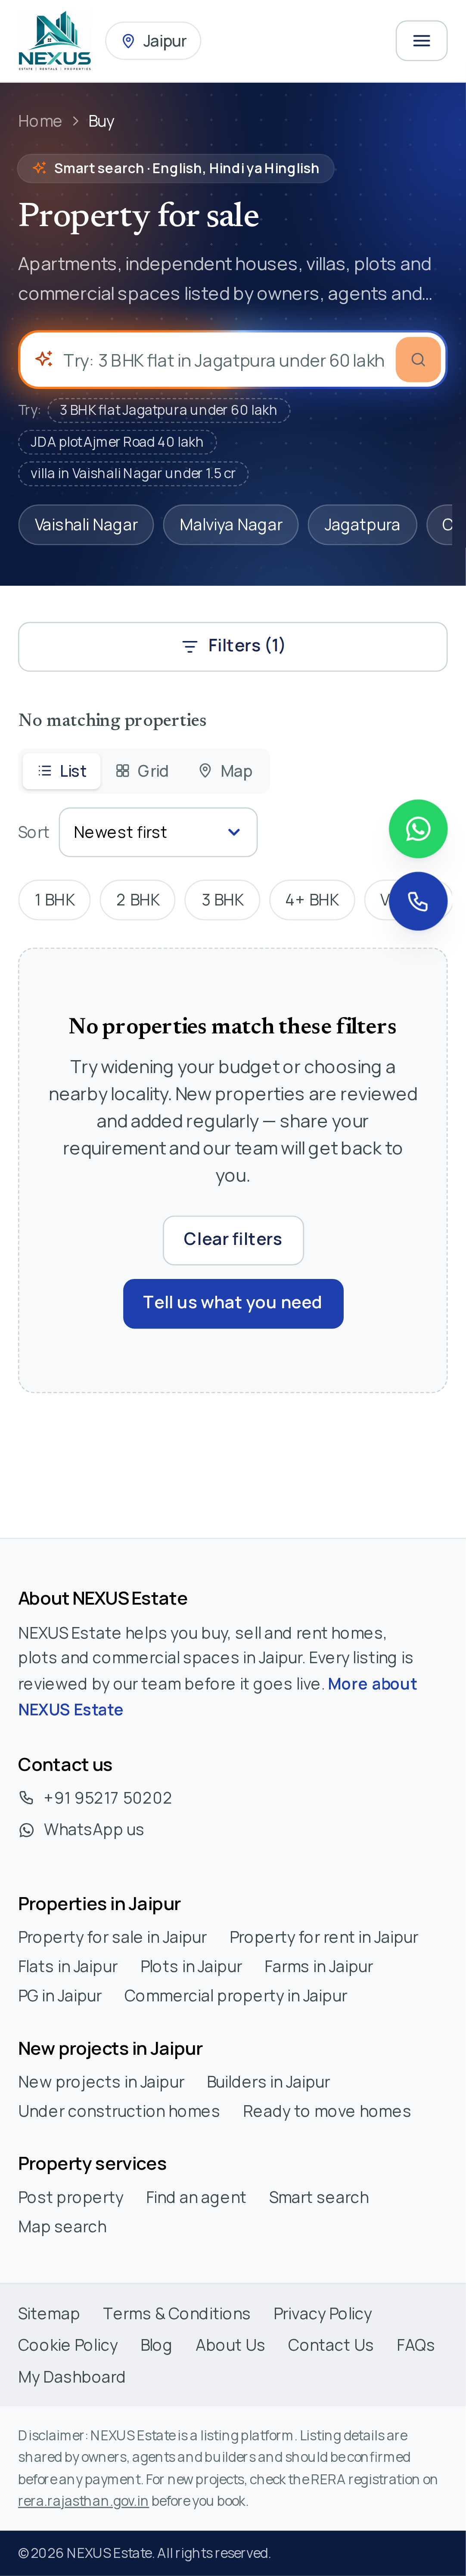 NEXUS
ESTATE | RENTALS | PROPERTIES
Jaipur
Home > Buy
Smart search · English, Hindi ya Hinglish
Property for sale
Apartments, independent houses, villas, plots and
commercial spaces listed by owners, agents and...
Try: 3 BHK flat in Jagatpura under 60 lakh
Try: 3 BHK flat Jagatpura under 60 lakh
JDA plot Ajmer Road 40 lakh
villa in Vaishali Nagar under 1.5 cr
Vaishali Nagar Malviya Nagar Jagatpura
Filters (1)
No matching properties
List Grid Map
Sort Newest first
1 BHK 2 BHK 3 BHK 4+ BHK
No properties match these filters
Try widening your budget or choosing a
nearby locality. New properties are reviewed
and added regularly — share your
requirement and our team will get back to
you.
Clear filters
Tell us what you need
About NEXUS Estate
NEXUS Estate helps you buy, sell and rent homes,
plots and commercial spaces in Jaipur. Every listing is
reviewed by our team before it goes live. More about
NEXUS Estate
Contact us
+91 95217 50202
WhatsApp us
Properties in Jaipur
Property for sale in Jaipur Property for rent in Jaipur
Flats in Jaipur Plots in Jaipur Farms in Jaipur
PG in Jaipur Commercial property in Jaipur
New projects in Jaipur
New projects in Jaipur Builders in Jaipur
Under construction homes Ready to move homes
Property services
Post property Find an agent Smart search
Map search
Sitemap Terms & Conditions Privacy Policy
Cookie Policy Blog About Us Contact Us FAQs
My Dashboard
Disclaimer: NEXUS Estate is a listing platform. Listing details are
shared by owners, agents and builders and should be confirmed
before any payment. For new projects, check the RERA registration on
rera.rajasthan.gov.in before you book.
© 2026 NEXUS Estate. All rights reserved.